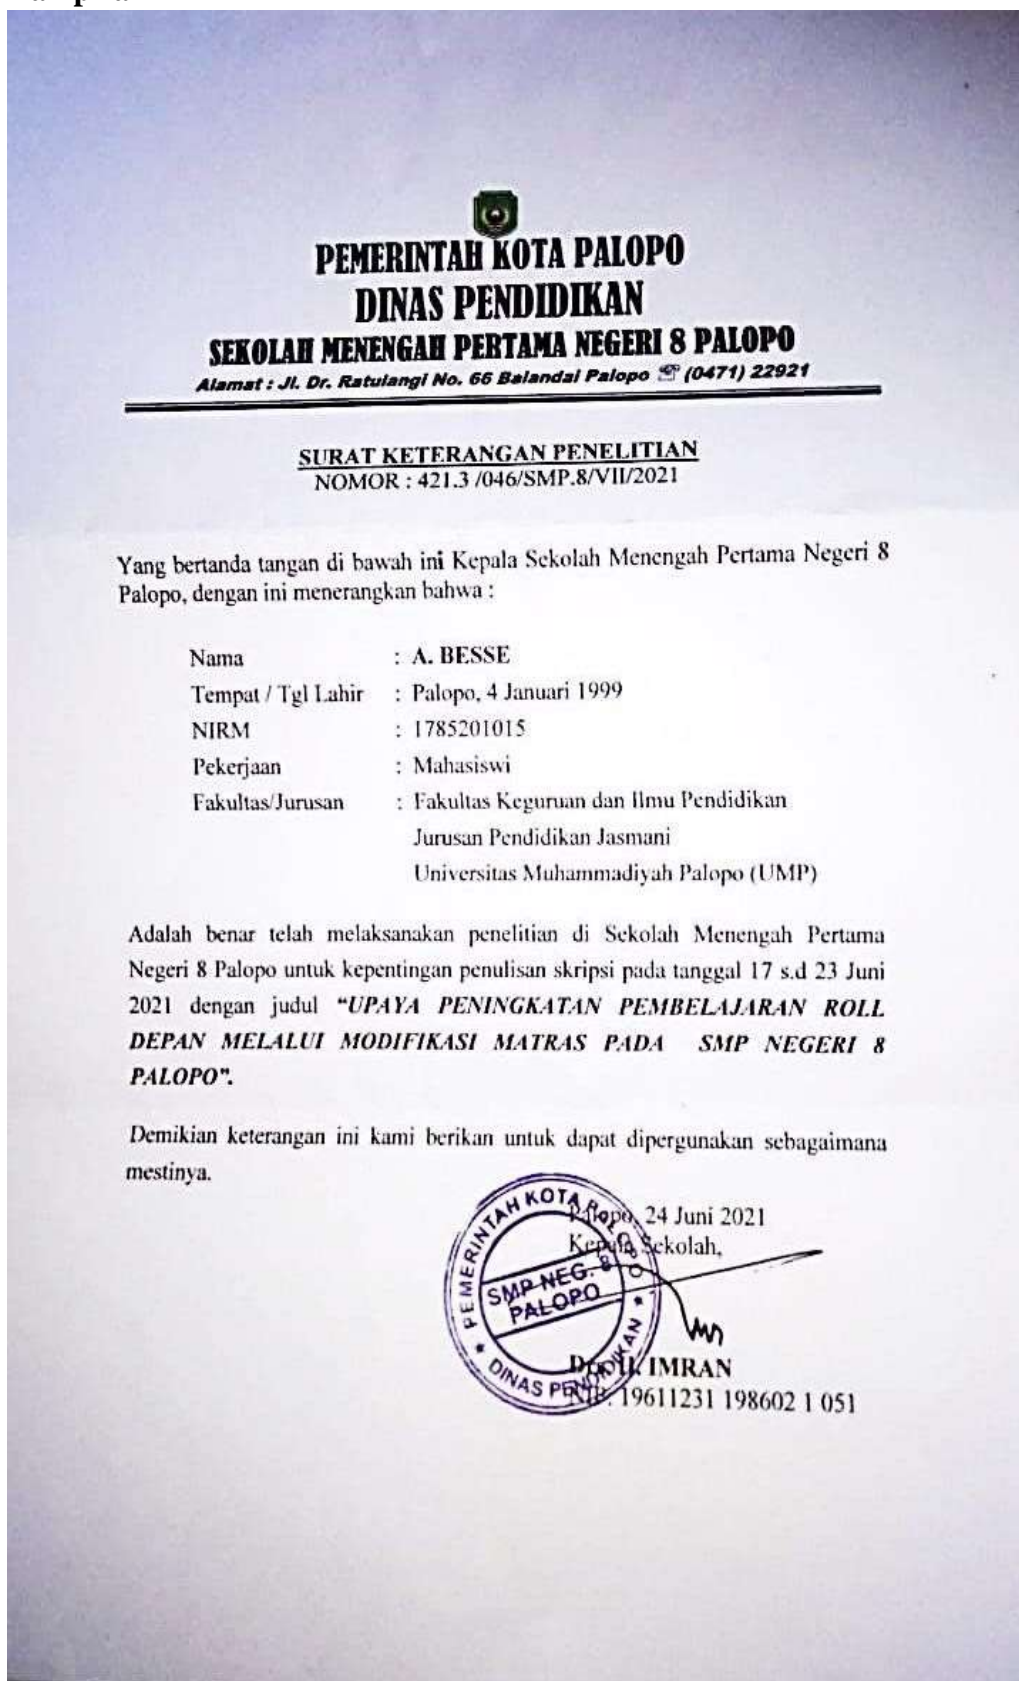 PEMERINTAH KOTA PALOPO
DINAS PENDIDIKAN
SEKOLAH MENENGAH PERTAMA NEGERI 8 PALOPO
Alamat : Jl. Dr. Ratulangi No. 66 Balandai Palopo ☏ (0471) 22921
SURAT KETERANGAN PENELITIAN
NOMOR : 421.3 /046/SMP.8/VII/2021
Yang bertanda tangan di bawah ini Kepala Sekolah Menengah Pertama Negeri 8
Palopo, dengan ini menerangkan bahwa :
Nama : A. BESSE
Tempat / Tgl Lahir : Palopo, 4 Januari 1999
NIRM : 1785201015
Pekerjaan : Mahasiswi
Fakultas/Jurusan : Fakultas Keguruan dan Ilmu Pendidikan
Jurusan Pendidikan Jasmani
Universitas Muhammadiyah Palopo (UMP)
Adalah benar telah melaksanakan penelitian di Sekolah Menengah Pertama
Negeri 8 Palopo untuk kepentingan penulisan skripsi pada tanggal 17 s.d 23 Juni
2021 dengan judul “UPAYA PENINGKATAN PEMBELAJARAN ROLL
DEPAN MELALUI MODIFIKASI MATRAS PADA SMP NEGERI 8
PALOPO”.
Demikian keterangan ini kami berikan untuk dapat dipergunakan sebagaimana
mestinya.
Palopo, 24 Juni 2021
Kepala Sekolah,
PEMERINTAH KOTA PALOPO
SMP NEG. 8
PALOPO
DINAS PENDIDIKAN
H. IMRAN
NIP. 19611231 198602 1 051